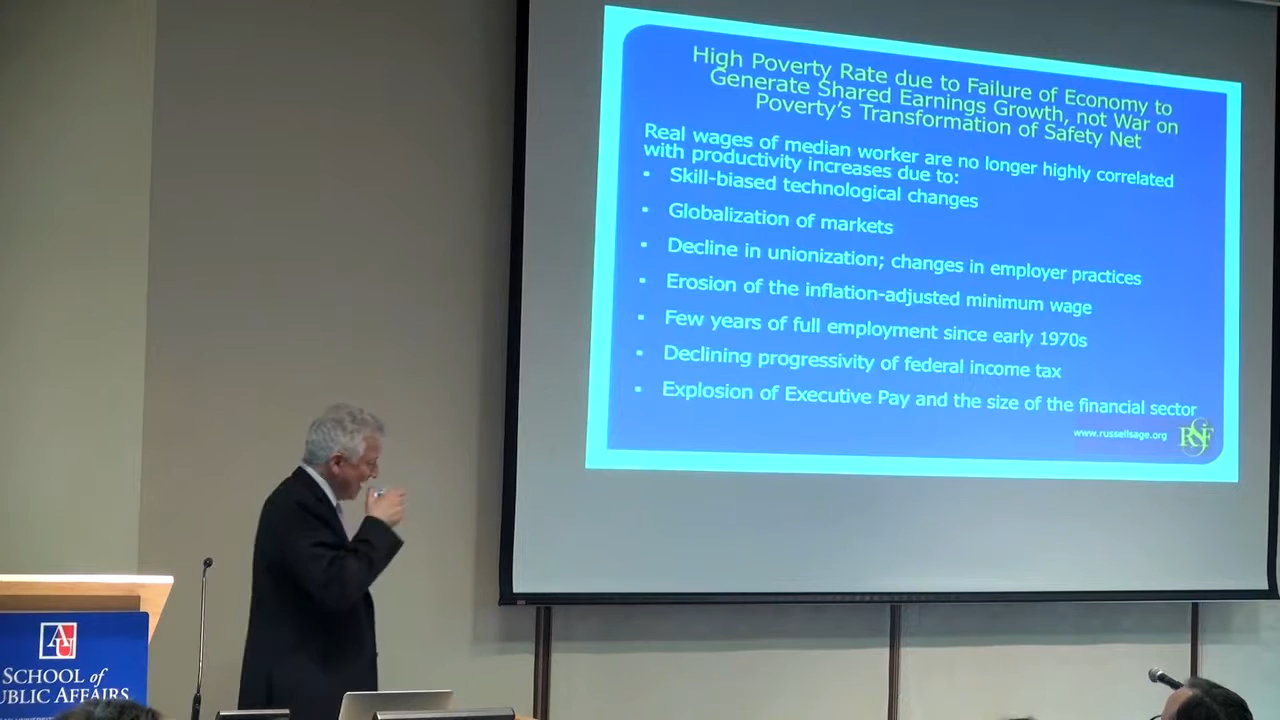 High Poverty Rate due to Failure of Economy to
Generate Shared Earnings Growth, not War on
Poverty's Transformation of Safety Net
Real wages of median worker are no longer highly correlated
with productivity increases due to:
▪ Skill-biased technological changes
▪ Globalization of markets
▪ Decline in unionization; changes in employer practices
▪ Erosion of the inflation-adjusted minimum wage
▪ Few years of full employment since early 1970s
▪ Declining progressivity of federal income tax
▪ Explosion of Executive Pay and the size of the financial sector
www.russellsage.org
RSF
AU
SCHOOL of
UBLIC AFFAIRS